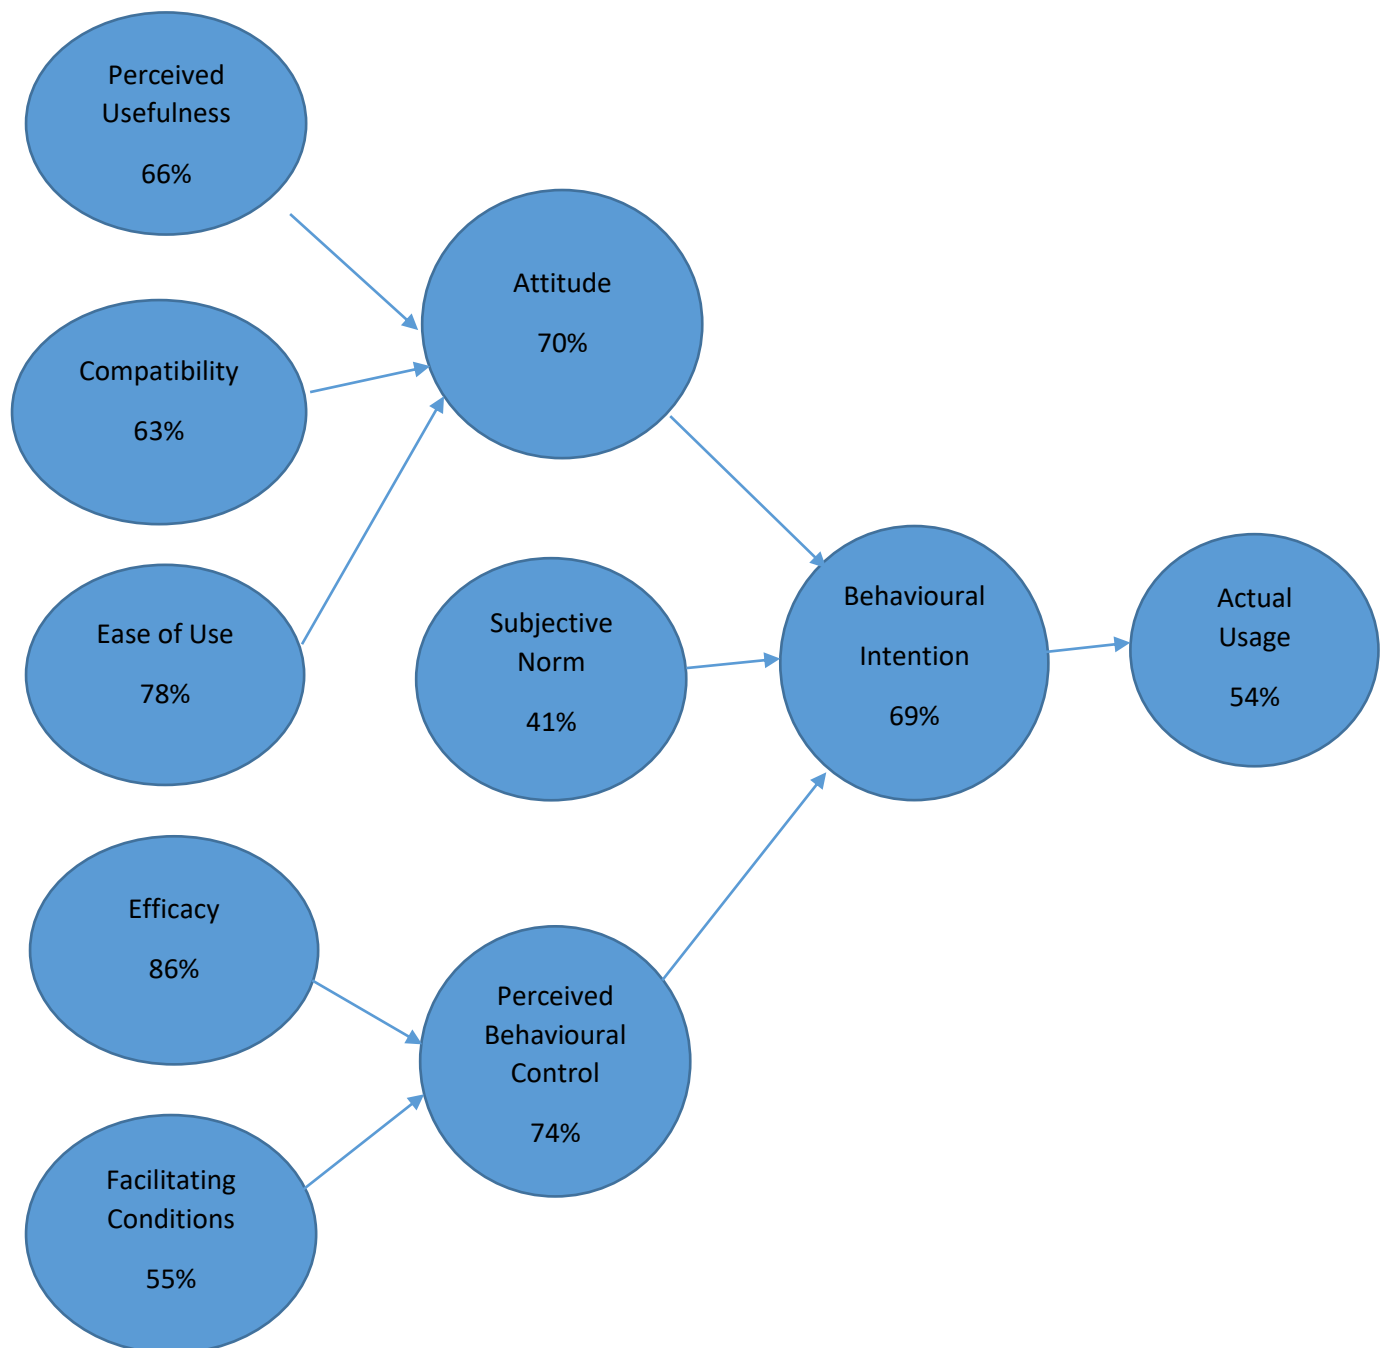 Perceived
Usefulness
66%
Attitude
70%
Compatibility
63%
Ease of Use
78%
Subjective
Norm
41%
Behavioural
Intention
69%
Actual
Usage
54%
Efficacy
86%
Perceived
Behavioural
Control
74%
Facilitating
Conditions
55%